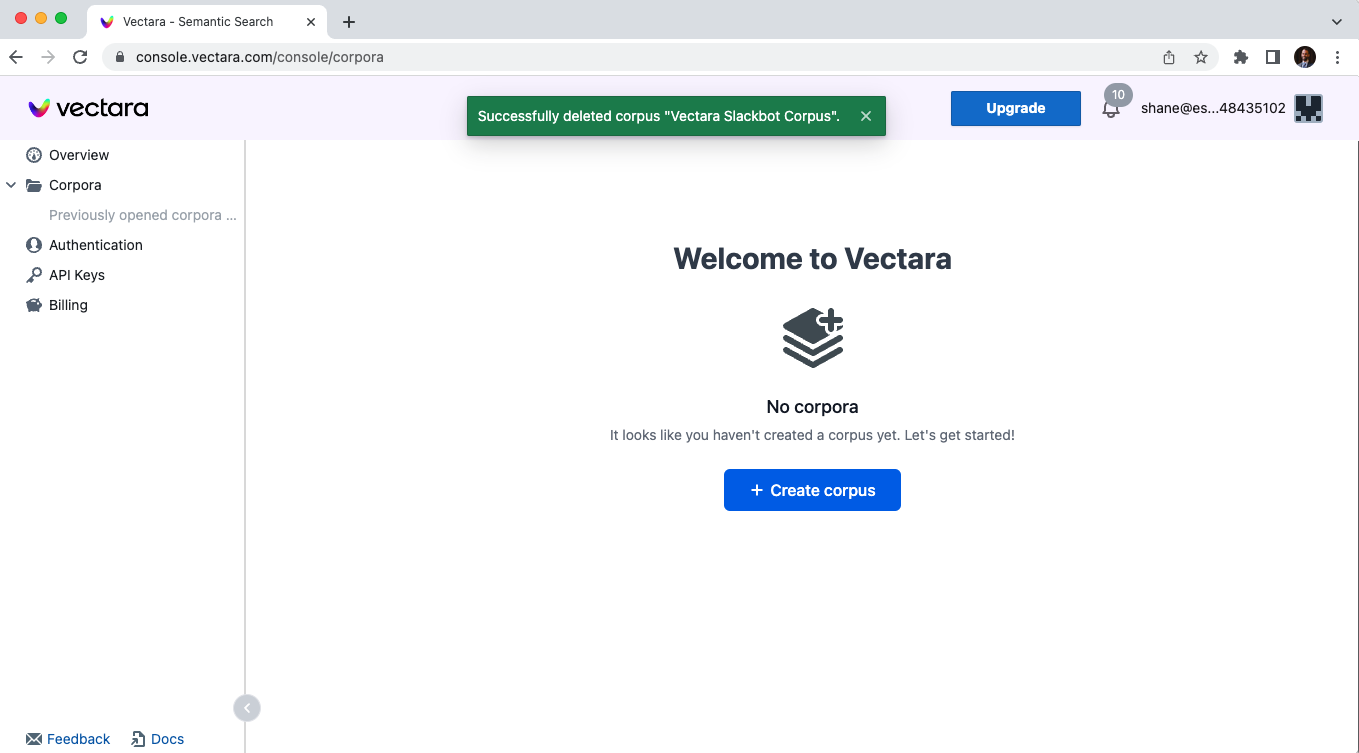 Vectara - Semantic Search
console.vectara.com/console/corpora
vectara
Successfully deleted corpus "Vectara Slackbot Corpus".
Upgrade
10
shane@es...48435102
Overview
Corpora
Previously opened corpora ...
Authentication
API Keys
Billing
Welcome to Vectara
No corpora
It looks like you haven't created a corpus yet. Let's get started!
+ Create corpus
Feedback
Docs